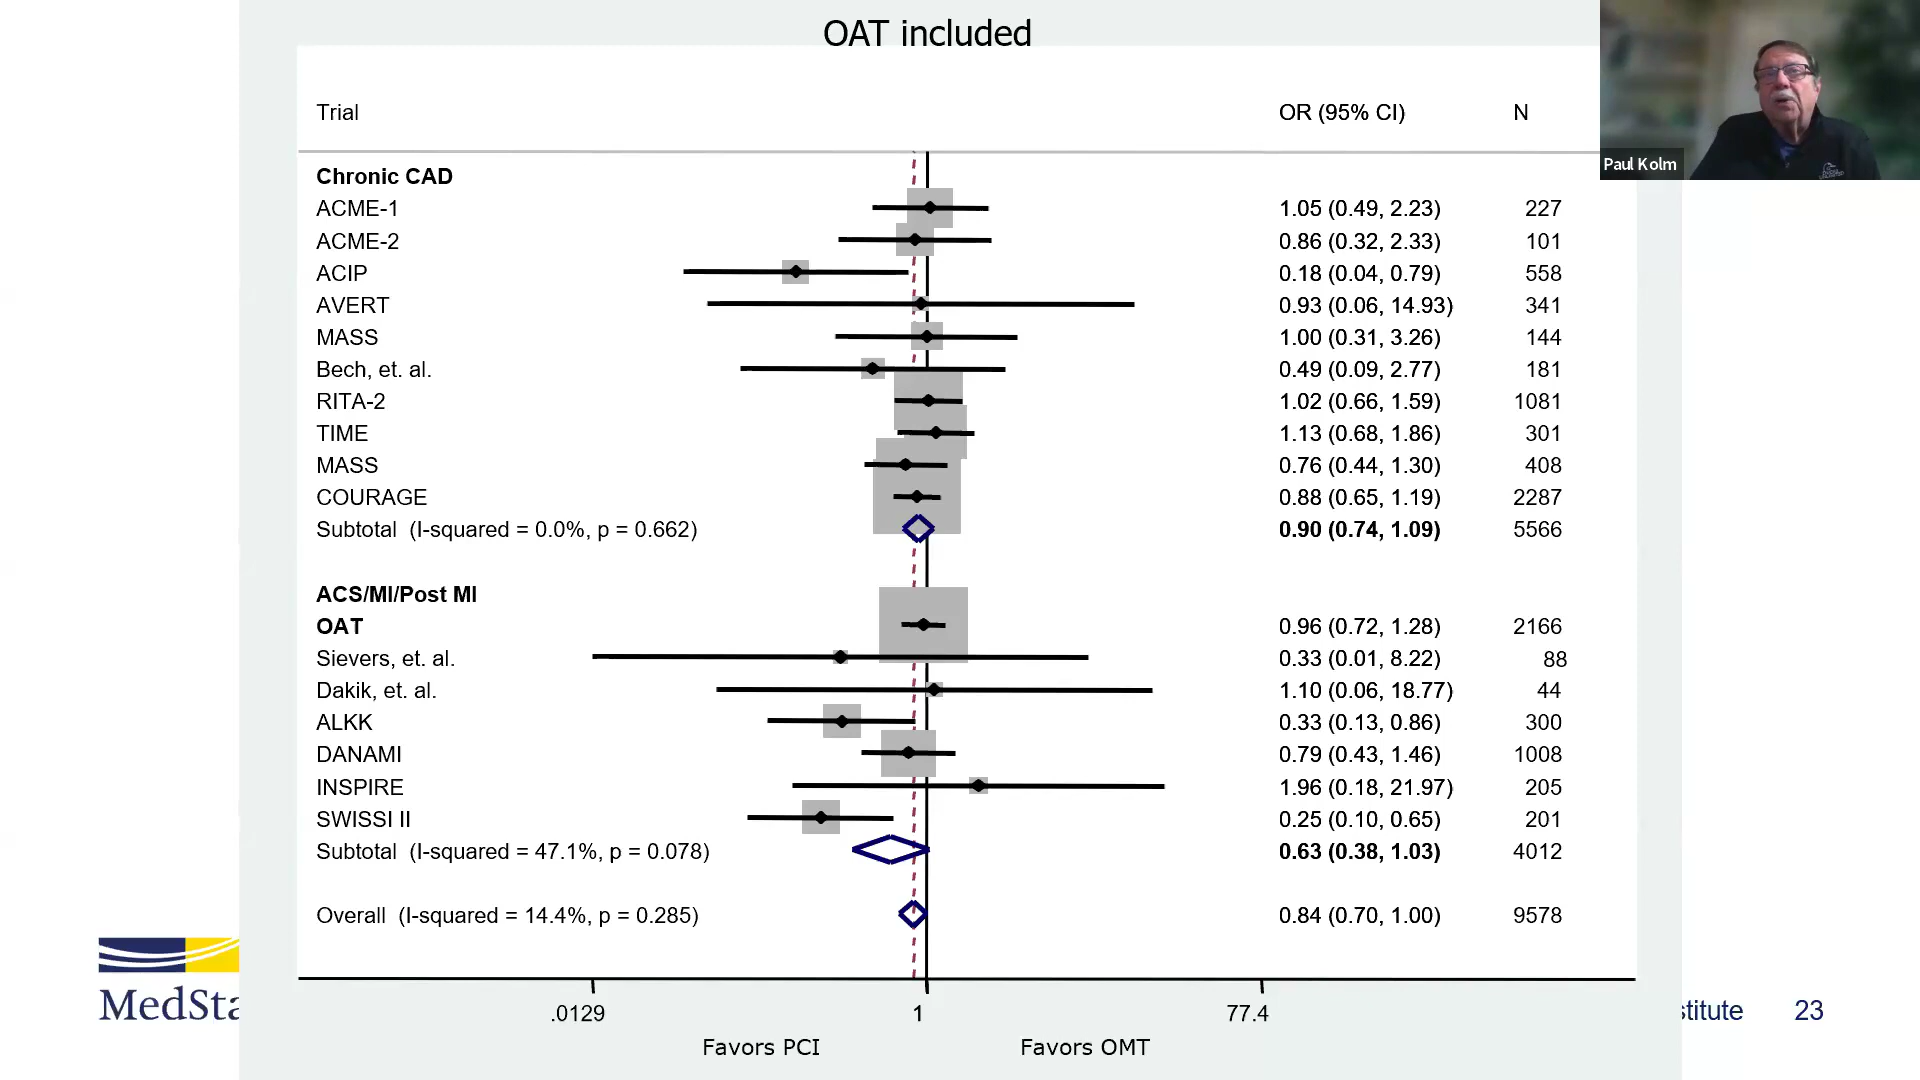 OAT included
Trial OR (95% CI) N
Paul Kolm
Chronic CAD
ACME-1 1.05 (0.49, 2.23) 227
ACME-2 0.86 (0.32, 2.33) 101
ACIP 0.18 (0.04, 0.79) 558
AVERT 0.93 (0.06, 14.93) 341
MASS 1.00 (0.31, 3.26) 144
Bech, et. al. 0.49 (0.09, 2.77) 181
RITA-2 1.02 (0.66, 1.59) 1081
TIME 1.13 (0.68, 1.86) 301
MASS 0.76 (0.44, 1.30) 408
COURAGE 0.88 (0.65, 1.19) 2287
Subtotal (I-squared = 0.0%, p = 0.662) 0.90 (0.74, 1.09) 5566
ACS/MI/Post MI
OAT 0.96 (0.72, 1.28) 2166
Sievers, et. al. 0.33 (0.01, 8.22) 88
Dakik, et. al. 1.10 (0.06, 18.77) 44
ALKK 0.33 (0.13, 0.86) 300
DANAMI 0.79 (0.43, 1.46) 1008
INSPIRE 1.96 (0.18, 21.97) 205
SWISSI II 0.25 (0.10, 0.65) 201
Subtotal (I-squared = 47.1%, p = 0.078) 0.63 (0.38, 1.03) 4012
Overall (I-squared = 14.4%, p = 0.285) 0.84 (0.70, 1.00) 9578
.0129 1 77.4
Favors PCI Favors OMT
MedSta
stitute 23